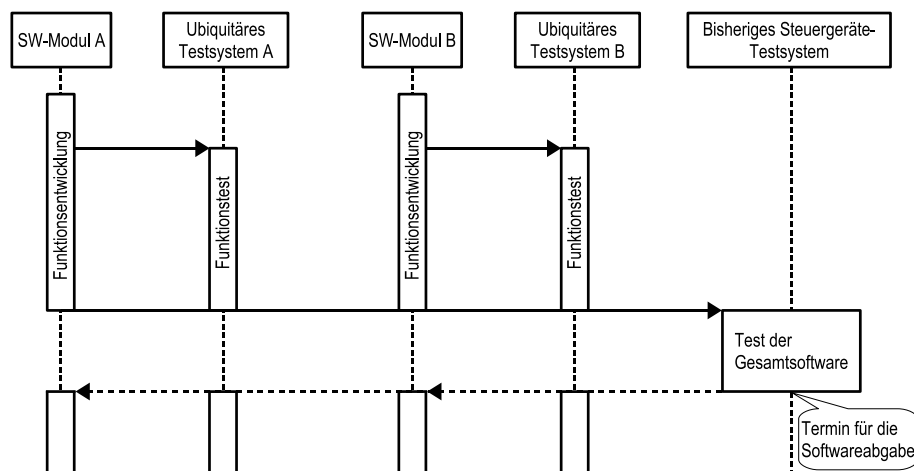 SW-Modul A
Ubiquitäres
Testsystem A
SW-Modul B
Ubiquitäres
Testsystem B
Bisheriges Steuergeräte-
Testsystem
Funktionsentwicklung
Funktionstest
Funktionsentwicklung
Funktionstest
Test der
Gesamtsoftware
Termin für die
Softwareabgabe